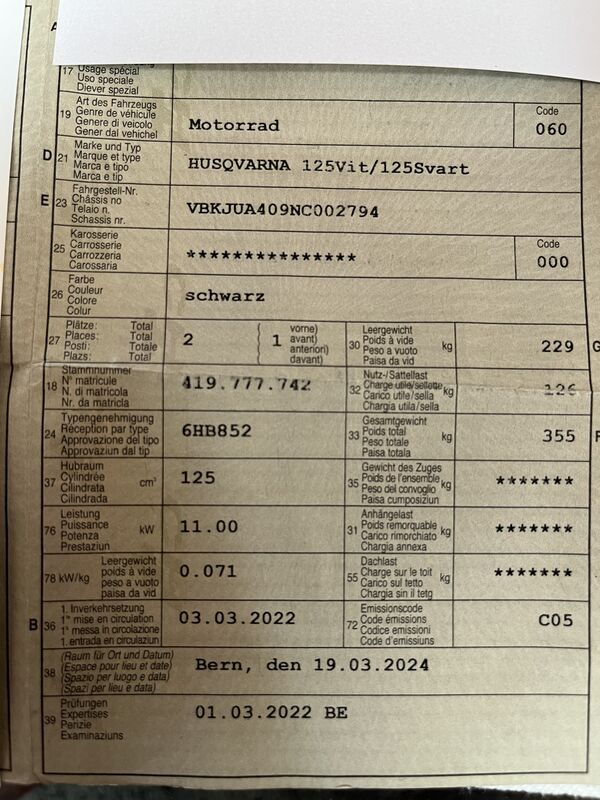 A
17 Usage spécial
Uso speciale
Diever spezial
19 Art des Fahrzeugs
Genre de véhicule
Genere di veicolo
Gener dal vehichel
Motorrad
Code
060
D 21 Marke und Typ
Marque et type
Marca e tipo
Marca e tip
HUSQVARNA 125Vit/125Svart
E 23 Fahrgestell-Nr.
Châssis no
Telaio n.
Schassis nr.
VBKJUA409NC002794
25 Karosserie
Carrosserie
Carrozzeria
Carossaria
***************
Code
000
26 Farbe
Couleur
Colore
Colur
schwarz
27 Plätze: Total
Places: Total
Posti: Totale
Plazs: Total
2
( 1 vorne)
avant)
anteriori)
davant)
30 Leergewicht
Poids à vide
Peso a vuoto
Paisa da vid
kg
229
G
18 Stammnummer
N° matricule
N. di matricola
Nr. da matricla
419.777.742
32 Nutz-/Sattellast
Charge utile/sellette
Carico utile/sella
Chargia utila/sella
kg
126
24 Typengenehmigung
Réception par type
Approvazione del tipo
Approvaziun dal tip
6HB852
33 Gesamtgewicht
Poids total
Peso totale
Paisa totala
kg
355
F
37 Hubraum
Cylindrée
Cilindrata
Cilindrada
cm³
125
35 Gewicht des Zuges
Poids de l'ensemble
Peso del convoglio
Paisa cumposiziun
kg
*******
76 Leistung
Puissance
Potenza
Prestaziun
kW
11.00
31 Anhängelast
Poids remorquable
Carico rimorchiato
Chargia annexa
kg
*******
78 kW/kg Leergewicht
poids à vide
peso a vuoto
paisa da vid
0.071
55 Dachlast
Charge sur le toit
Carico sul tetto
Chargia sin il tetg
kg
*******
B 36 1. Inverkehrsetzung
1re mise en circulation
1a messa in circolazione
1. entrada en circulaziun
03.03.2022
72 Emissionscode
Code émissions
Codice emissioni
Code d'emissiuns
C05
38 (Raum für Ort und Datum)
(Espace pour lieu et date)
(Spazio per luogo e data)
(Spazi per lieu e data)
Bern, den 19.03.2024
39 Prüfungen
Expertises
Perizie
Examinaziuns
01.03.2022 BE